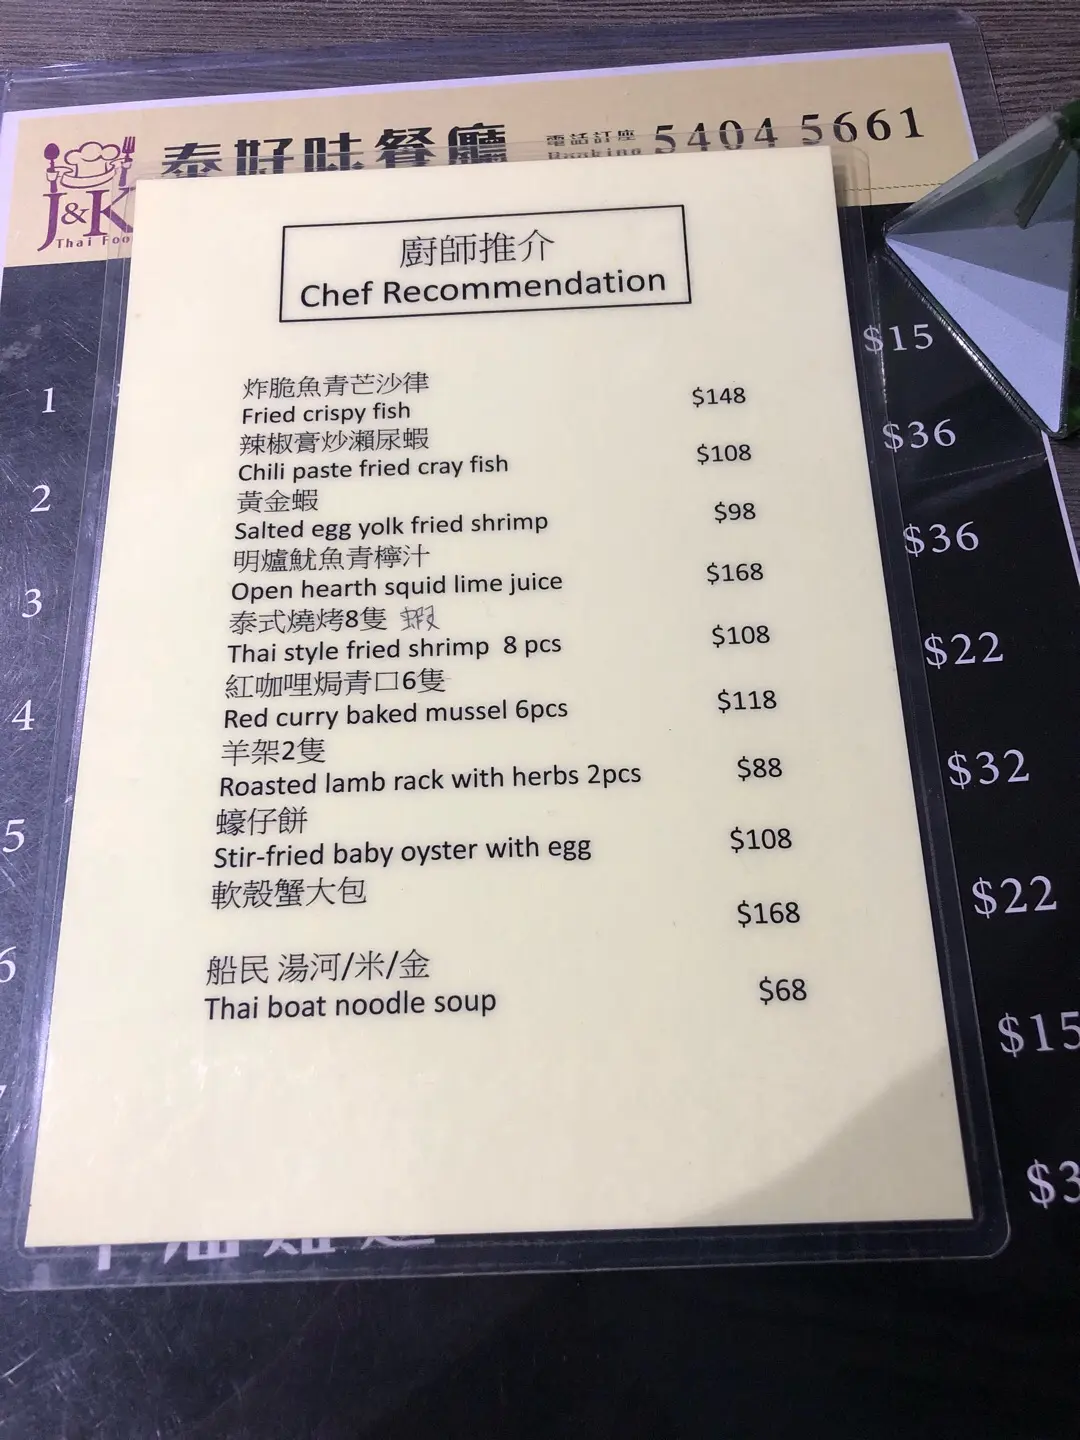 泰好味餐廳
電話訂座 5404 5661
Booking
J&K
Thai Foo
廚師推介
Chef Recommendation
炸脆魚青芒沙律
Fried crispy fish
$148
辣椒膏炒瀨尿蝦
Chili paste fried cray fish
$108
黃金蝦
Salted egg yolk fried shrimp
$98
明爐魷魚青檸汁
Open hearth squid lime juice
$168
泰式燒烤8隻 蝦
Thai style fried shrimp 8 pcs
$108
紅咖哩焗青口6隻
Red curry baked mussel 6pcs
$118
羊架2隻
Roasted lamb rack with herbs 2pcs
$88
蠔仔餅
Stir-fried baby oyster with egg
$108
軟殼蟹大包
$168
船民 湯河/米/金
Thai boat noodle soup
$68
1
2
3
4
5
6
$15
$36
$36
$22
$32
$22
$15
$3